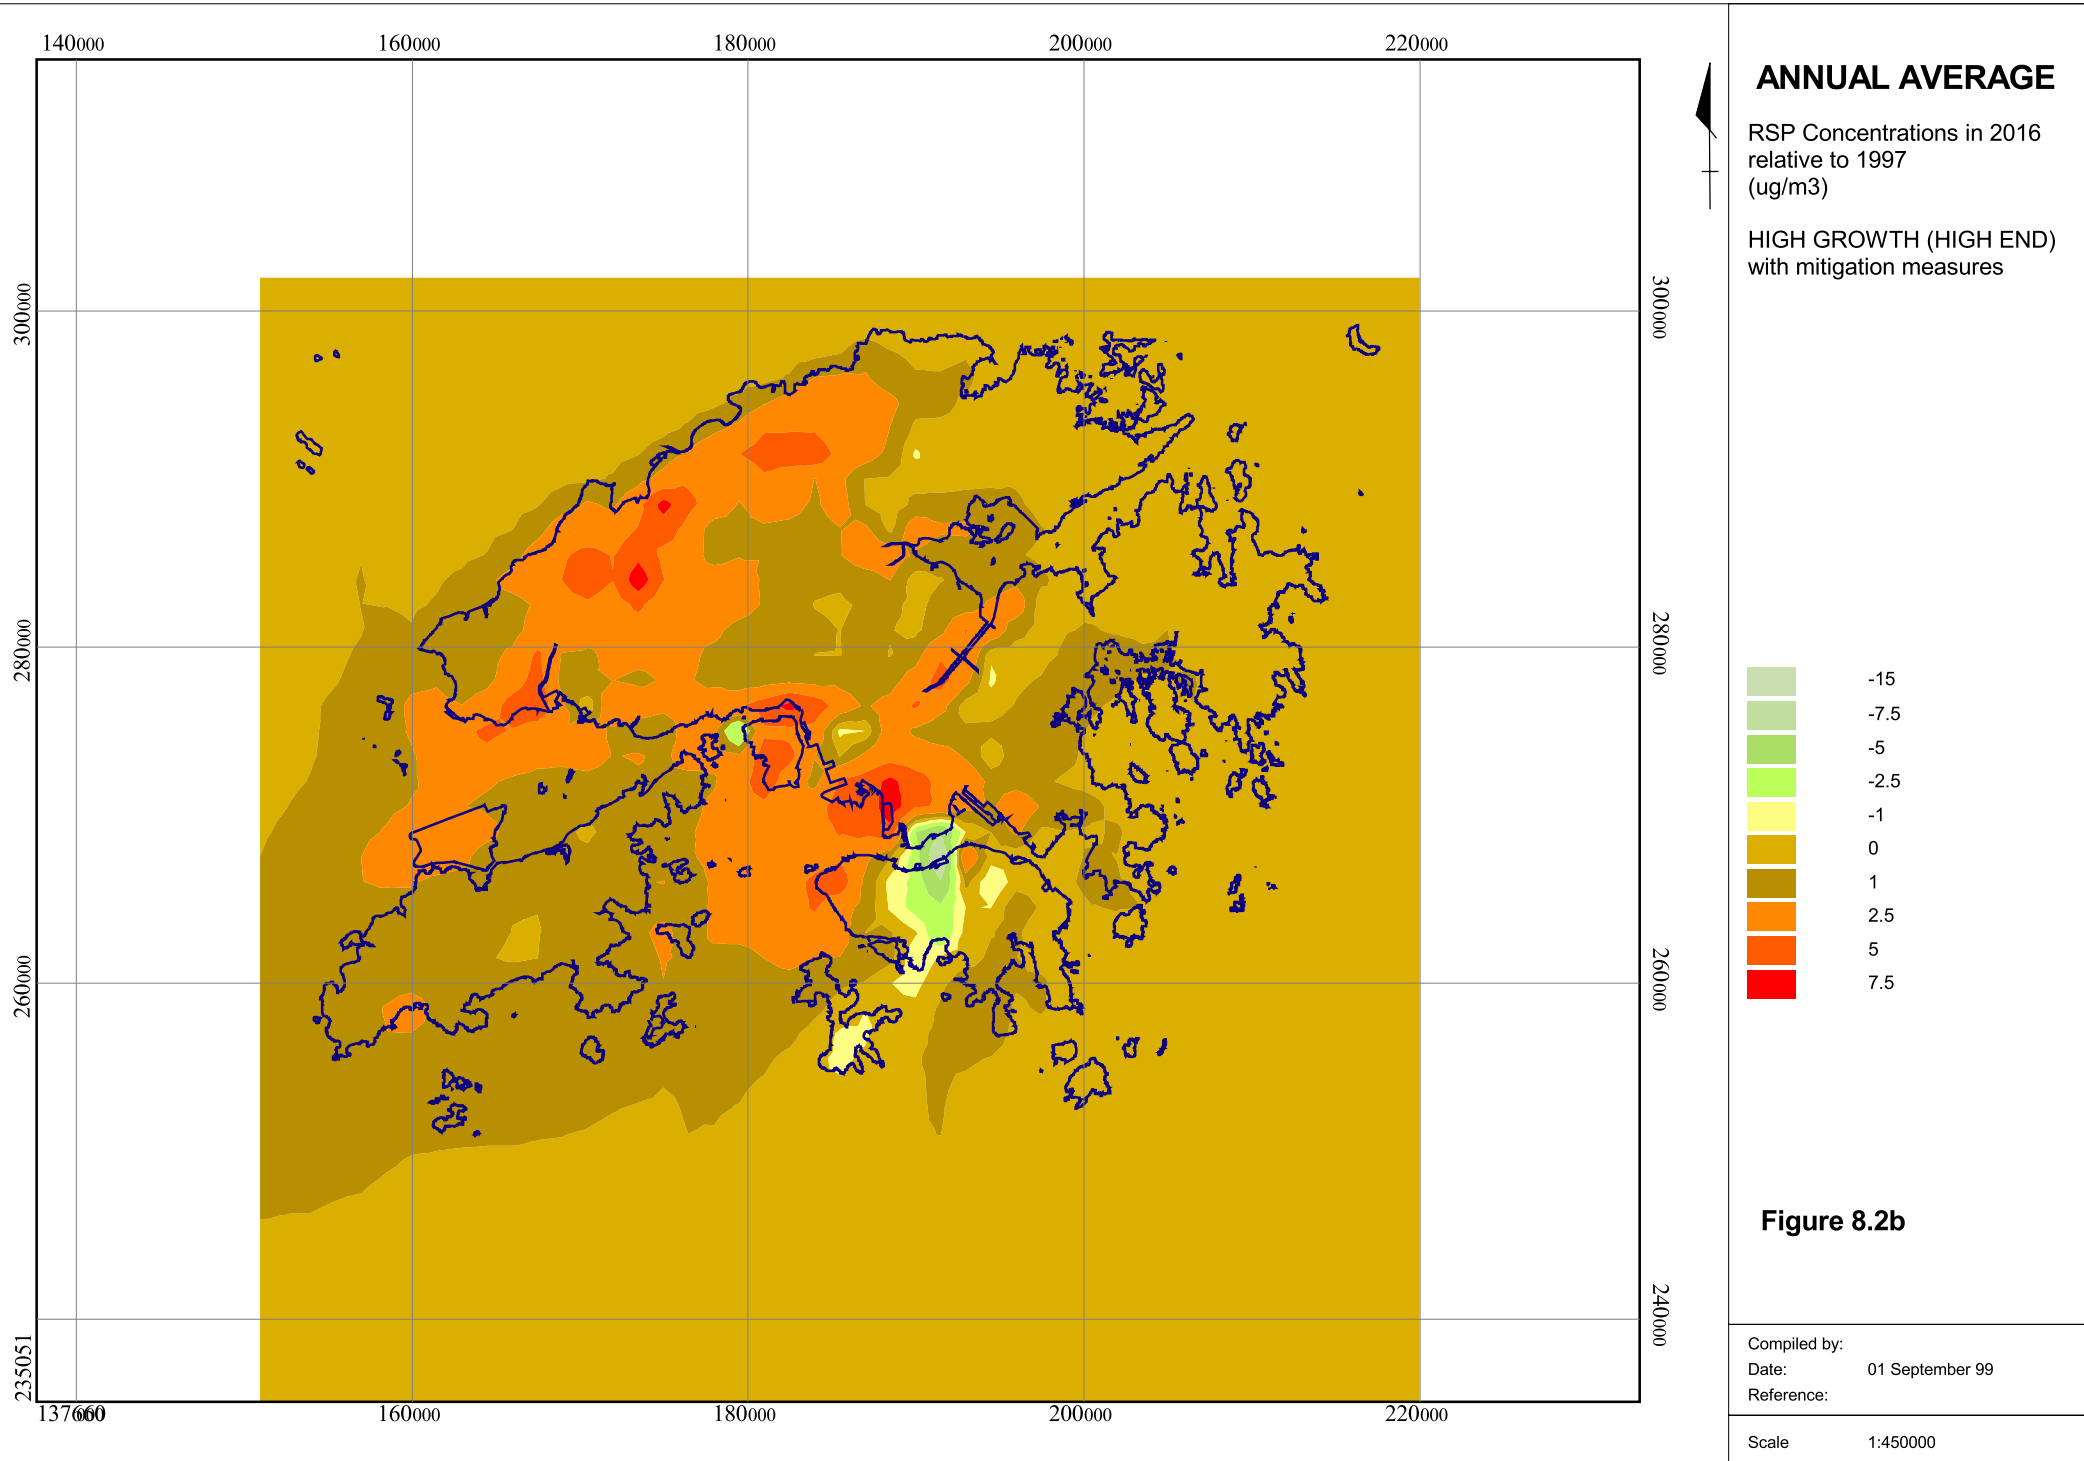 140000 160000 180000 200000 220000
ANNUAL AVERAGE
RSP Concentrations in 2016
relative to 1997
(ug/m3)
HIGH GROWTH (HIGH END)
with mitigation measures
300000 300000
280000 280000
260000 260000
240000
235051
-15
-7.5
-5
-2.5
-1
0
1
2.5
5
7.5
Figure 8.2b
Compiled by:
Date: 01 September 99
Reference:
Scale 1:450000
160000 180000 200000 220000